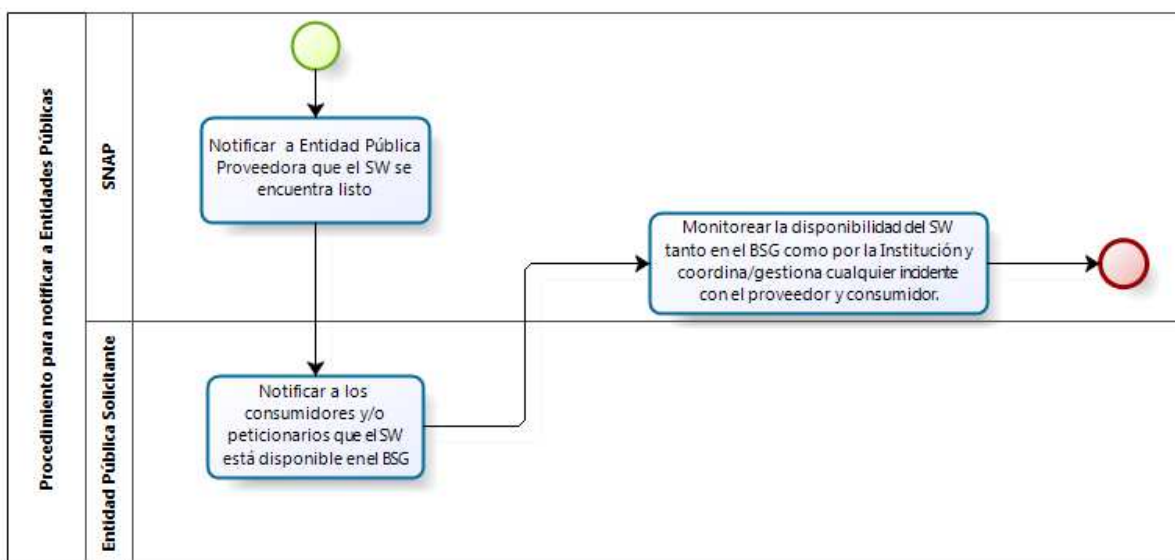 Procedimiento para notificar a Entidades Públicas
SNAP
Notificar a Entidad Pública
Proveedora que el SW se
encuentra listo
Monitorear la disponibilidad del SW
tanto en el BSG como por la Institución y
coordina/gestiona cualquier incidente
con el proveedor y consumidor.
Entidad Pública Solicitante
Notificar a los
consumidores y/o
peticionarios que el SW
está disponible en el BSG